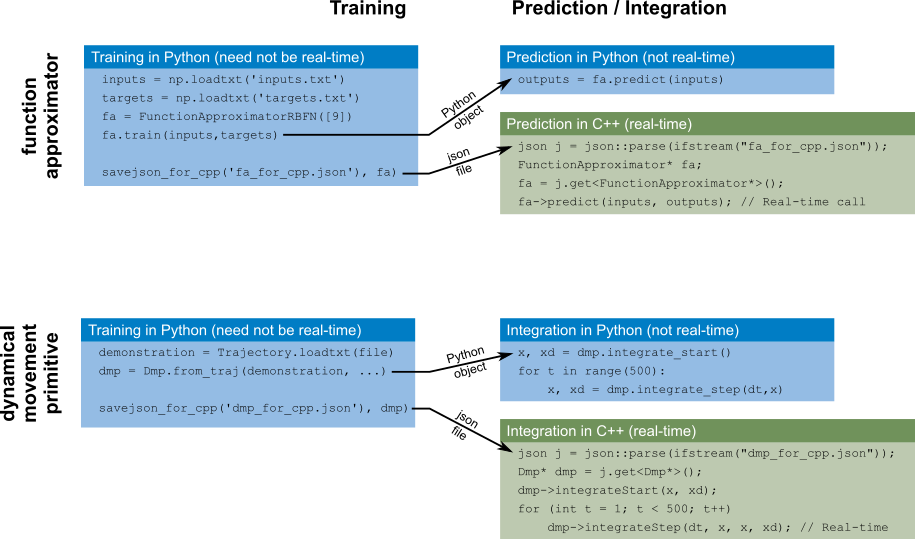 Training
Prediction / Integration
function
approximator
Training in Python (need not be real-time)
inputs = np.loadtxt('inputs.txt')
targets = np.loadtxt('targets.txt')
fa = FunctionApproximatorRBFN([9])
fa.train(inputs,targets)
savejson_for_cpp('fa_for_cpp.json'), fa)
Python
object
json
file
Prediction in Python (not real-time)
outputs = fa.predict(inputs)
Prediction in C++ (real-time)
json j = json::parse(ifstream("fa_for_cpp.json"));
FunctionApproximator* fa;
fa = j.get<FunctionApproximator*>();
fa->predict(inputs, outputs); // Real-time call
dynamical
movement
primitive
Training in Python (need not be real-time)
demonstration = Trajectory.loadtxt(file)
dmp = Dmp.from_traj(demonstration, ...)
savejson_for_cpp('dmp_for_cpp.json'), dmp)
Python
object
json
file
Integration in Python (not real-time)
x, xd = dmp.integrate_start()
for t in range(500):
x, xd = dmp.integrate_step(dt,x)
Integration in C++ (real-time)
json j = json::parse(ifstream("dmp_for_cpp.json"));
Dmp* dmp = j.get<Dmp*>();
dmp->integrateStart(x, xd);
for (int t = 1; t < 500; t++)
dmp->integrateStep(dt, x, x, xd); // Real-time